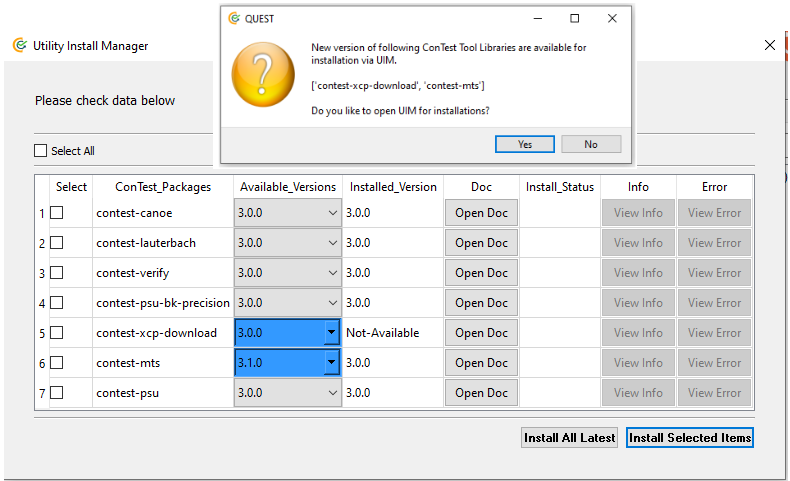 QUEST
New version of following ConTest Tool Libraries are available for
installation via UIM.
['contest-xcp-download', 'contest-mts']
Do you like to open UIM for installations?
Yes No
Utility Install Manager
Please check data below
Select All
Select ConTest_Packages Available_Versions Installed_Version Doc Install_Status Info Error
1 contest-canoe 3.0.0 3.0.0 Open Doc View Info View Error
2 contest-lauterbach 3.0.0 3.0.0 Open Doc View Info View Error
3 contest-verify 3.0.0 3.0.0 Open Doc View Info View Error
4 contest-psu-bk-precision 3.0.0 3.0.0 Open Doc View Info View Error
5 contest-xcp-download 3.0.0 Not-Available Open Doc View Info View Error
6 contest-mts 3.1.0 3.0.0 Open Doc View Info View Error
7 contest-psu 3.0.0 3.0.0 Open Doc View Info View Error
Install All Latest Install Selected Items